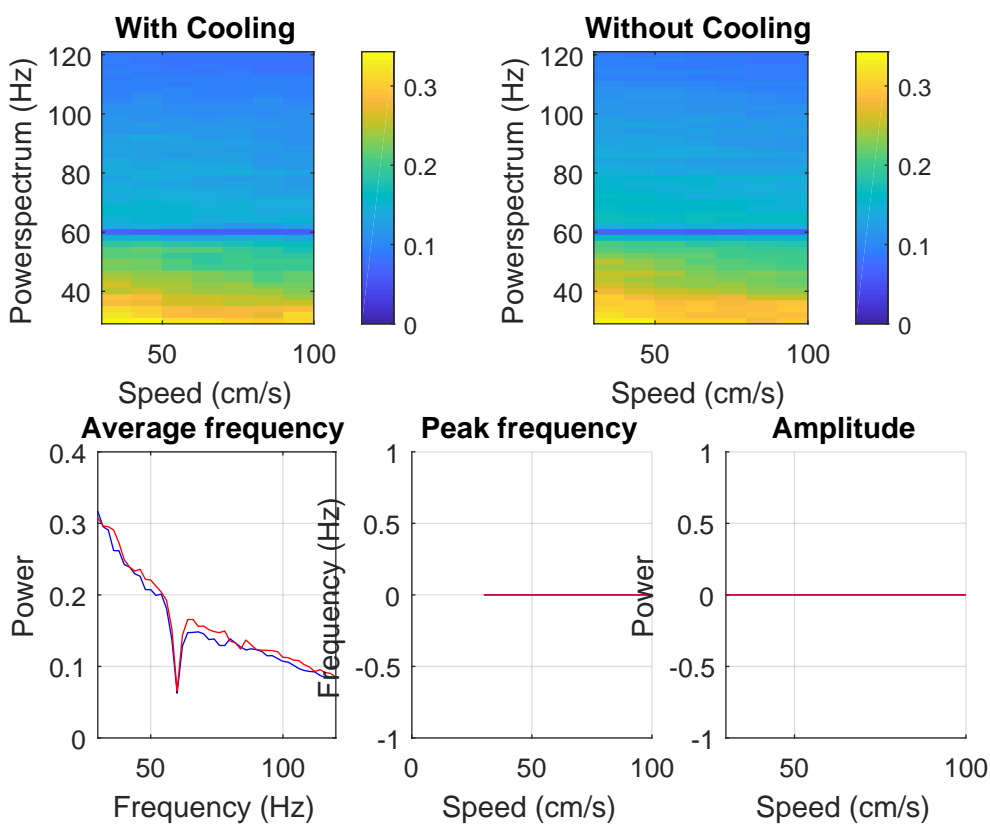 With Cooling
Powerspectrum (Hz)
120
100
80
60
40
50
100
Speed (cm/s)
0.3
0.2
0.1
0
Without Cooling
Powerspectrum (Hz)
120
100
80
60
40
50
100
Speed (cm/s)
0.3
0.2
0.1
0
Average frequency
Power
0.4
0.3
0.2
0.1
0
50
100
Frequency (Hz)
Peak frequency
Frequency (Hz)
1
0.5
0
-0.5
-1
0
50
100
Speed (cm/s)
Amplitude
Power
1
0.5
0
-0.5
-1
50
100
Speed (cm/s)